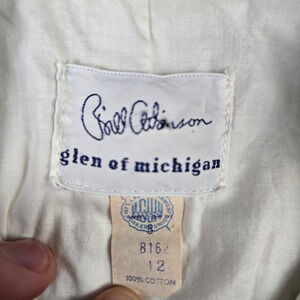 Bill Atkinson
glen of michigan
8162
12
100% COTTON